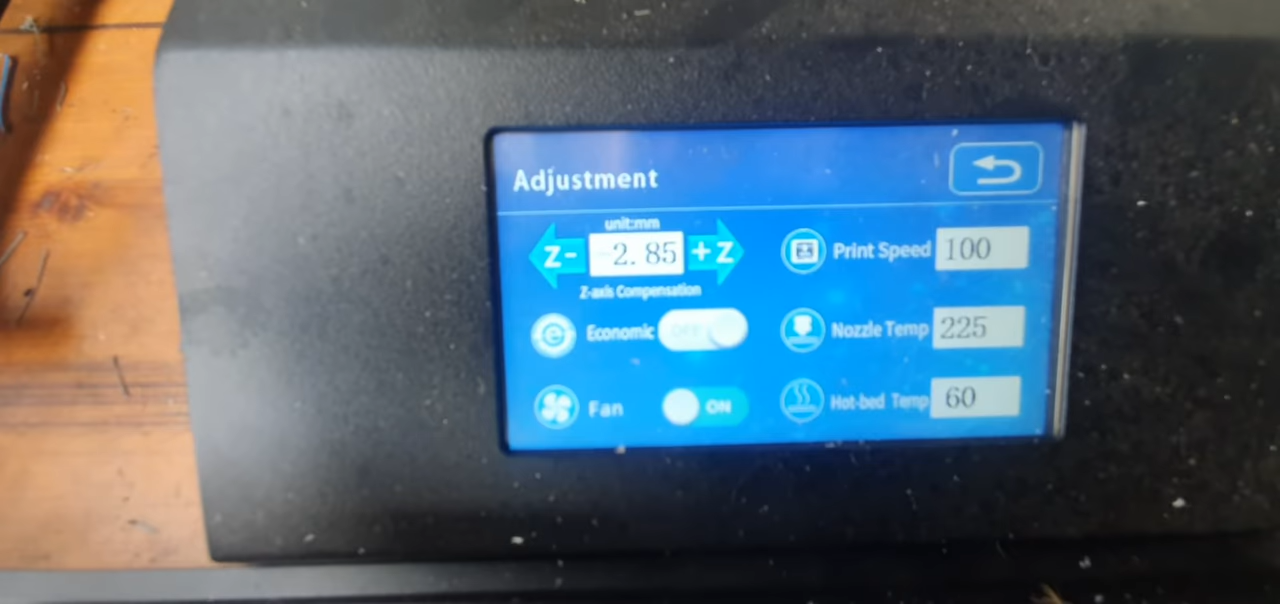 Adjustment
unit:mm
Z- -2.85 +Z
Z-axis Compensation
Economic OFF
Fan ON
Print Speed 100
Nozzle Temp 225
Hot-bed Temp 60